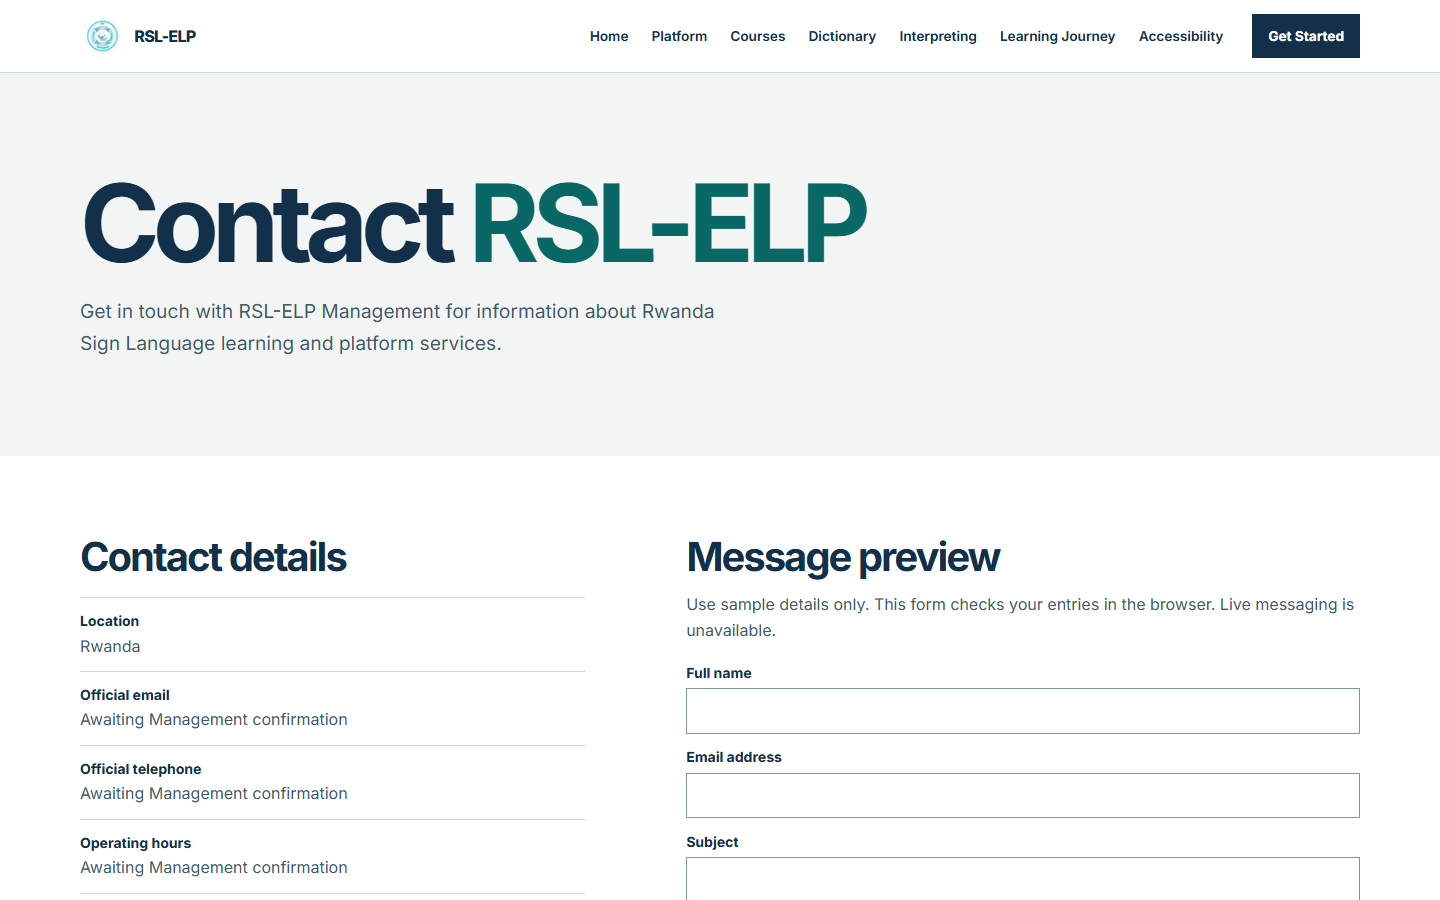 RSL-ELP
Home
Platform
Courses
Dictionary
Interpreting
Learning Journey
Accessibility
Get Started
Contact RSL-ELP
Get in touch with RSL-ELP Management for information about Rwanda
Sign Language learning and platform services.
Contact details
Location
Rwanda
Official email
Awaiting Management confirmation
Official telephone
Awaiting Management confirmation
Operating hours
Awaiting Management confirmation
Message preview
Use sample details only. This form checks your entries in the browser. Live messaging is
unavailable.
Full name
Email address
Subject